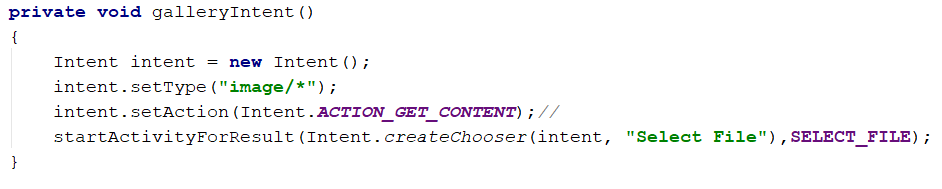 private void galleryIntent()
{
    Intent intent = new Intent();
    intent.setType("image/*");
    intent.setAction(Intent.ACTION_GET_CONTENT);//
    startActivityForResult(Intent.createChooser(intent, "Select File"),SELECT_FILE);
}